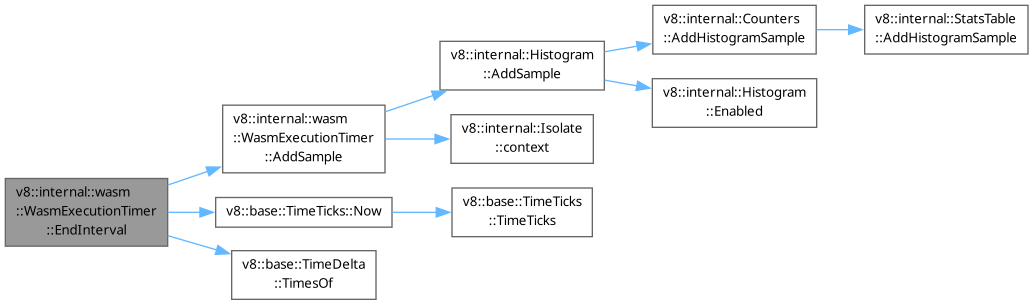 v8::internal::Counters
::AddHistogramSample
v8::internal::StatsTable
::AddHistogramSample
v8::internal::Histogram
::AddSample
v8::internal::Histogram
::Enabled
v8::internal::wasm
::WasmExecutionTimer
::AddSample
v8::internal::Isolate
::context
v8::internal::wasm
::WasmExecutionTimer
::EndInterval
v8::base::TimeTicks::Now
v8::base::TimeTicks
::TimeTicks
v8::base::TimeDelta
::TimesOf